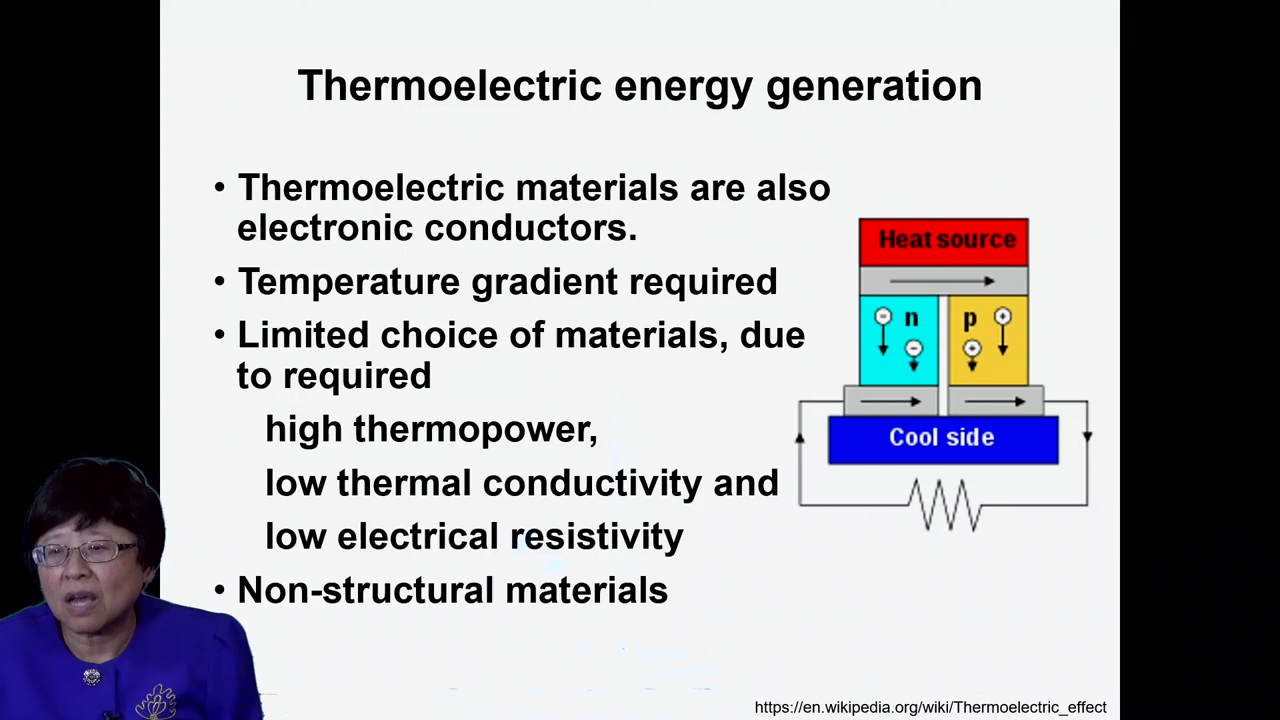 Thermoelectric energy generation
• Thermoelectric materials are also
electronic conductors.
• Temperature gradient required
• Limited choice of materials, due
to required
high thermopower,
low thermal conductivity and
low electrical resistivity
• Non-structural materials
Heat source
n
p
Cool side
https://en.wikipedia.org/wiki/Thermoelectric_effect